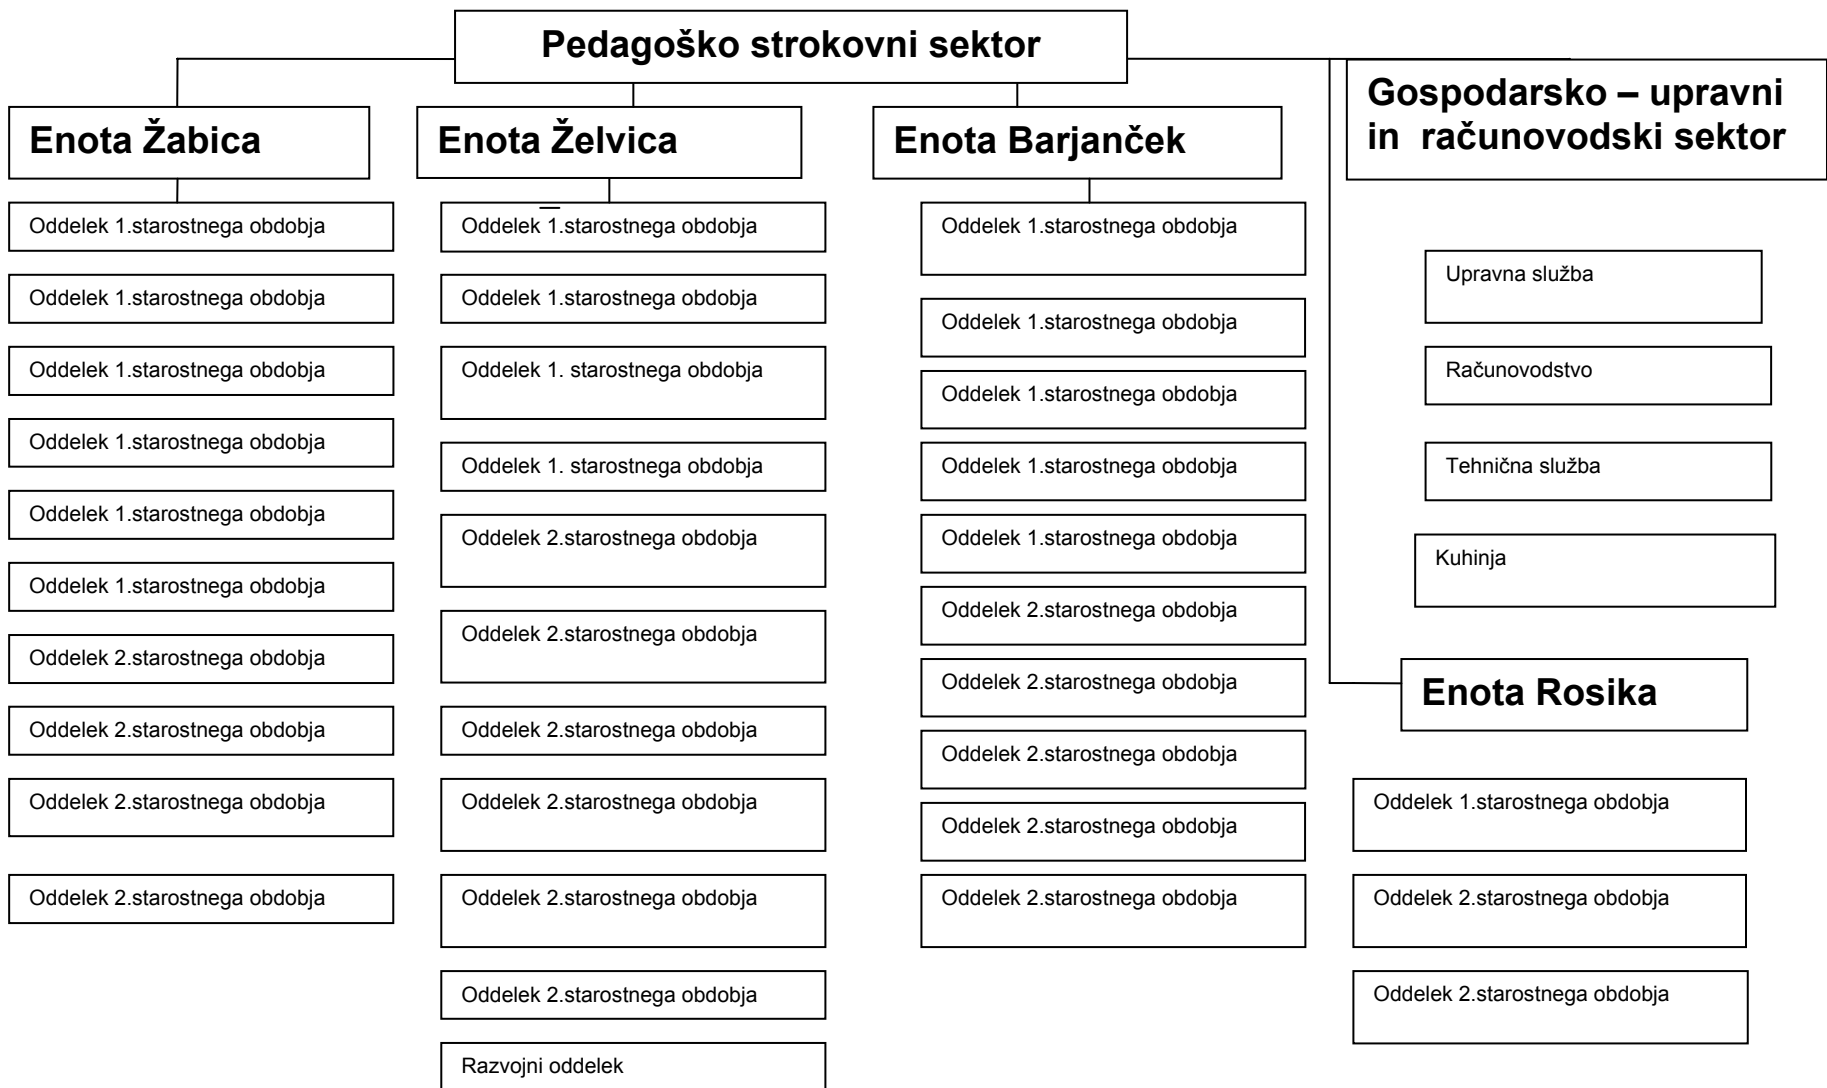 Pedagoško strokovni sektor
Enota Žabica
Oddelek 1.starostnega obdobja
Oddelek 1.starostnega obdobja
Oddelek 1.starostnega obdobja
Oddelek 1.starostnega obdobja
Oddelek 1.starostnega obdobja
Oddelek 1.starostnega obdobja
Oddelek 2.starostnega obdobja
Oddelek 2.starostnega obdobja
Oddelek 2.starostnega obdobja
Oddelek 2.starostnega obdobja
Enota Želvica
Oddelek 1.starostnega obdobja
Oddelek 1.starostnega obdobja
Oddelek 1. starostnega obdobja
Oddelek 1. starostnega obdobja
Oddelek 2.starostnega obdobja
Oddelek 2.starostnega obdobja
Oddelek 2.starostnega obdobja
Oddelek 2.starostnega obdobja
Oddelek 2.starostnega obdobja
Oddelek 2.starostnega obdobja
Razvojni oddelek
Enota Barjanček
Oddelek 1.starostnega obdobja
Oddelek 1.starostnega obdobja
Oddelek 1.starostnega obdobja
Oddelek 1.starostnega obdobja
Oddelek 1.starostnega obdobja
Oddelek 2.starostnega obdobja
Oddelek 2.starostnega obdobja
Oddelek 2.starostnega obdobja
Oddelek 2.starostnega obdobja
Oddelek 2.starostnega obdobja
Gospodarsko – upravni
in računovodski sektor
Upravna služba
Računovodstvo
Tehnična služba
Kuhinja
Enota Rosika
Oddelek 1.starostnega obdobja
Oddelek 2.starostnega obdobja
Oddelek 2.starostnega obdobja